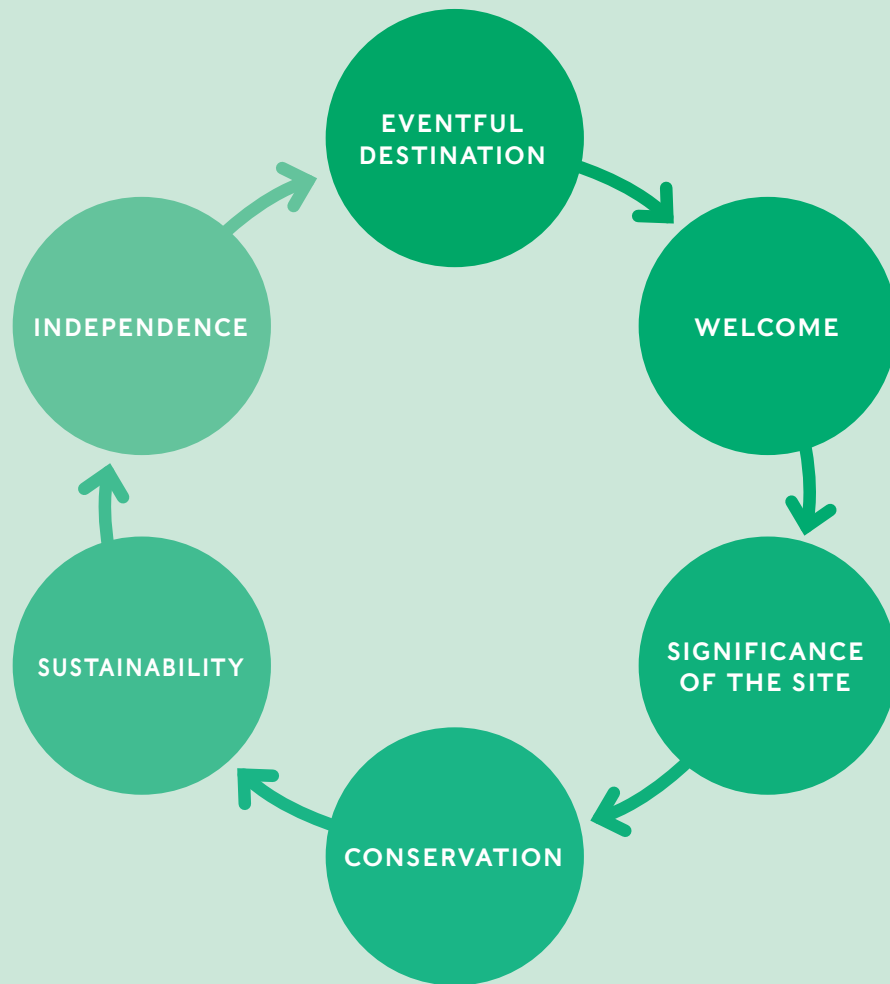 EVENTFUL
DESTINATION
WELCOME
SIGNIFICANCE
OF THE SITE
CONSERVATION
SUSTAINABILITY
INDEPENDENCE